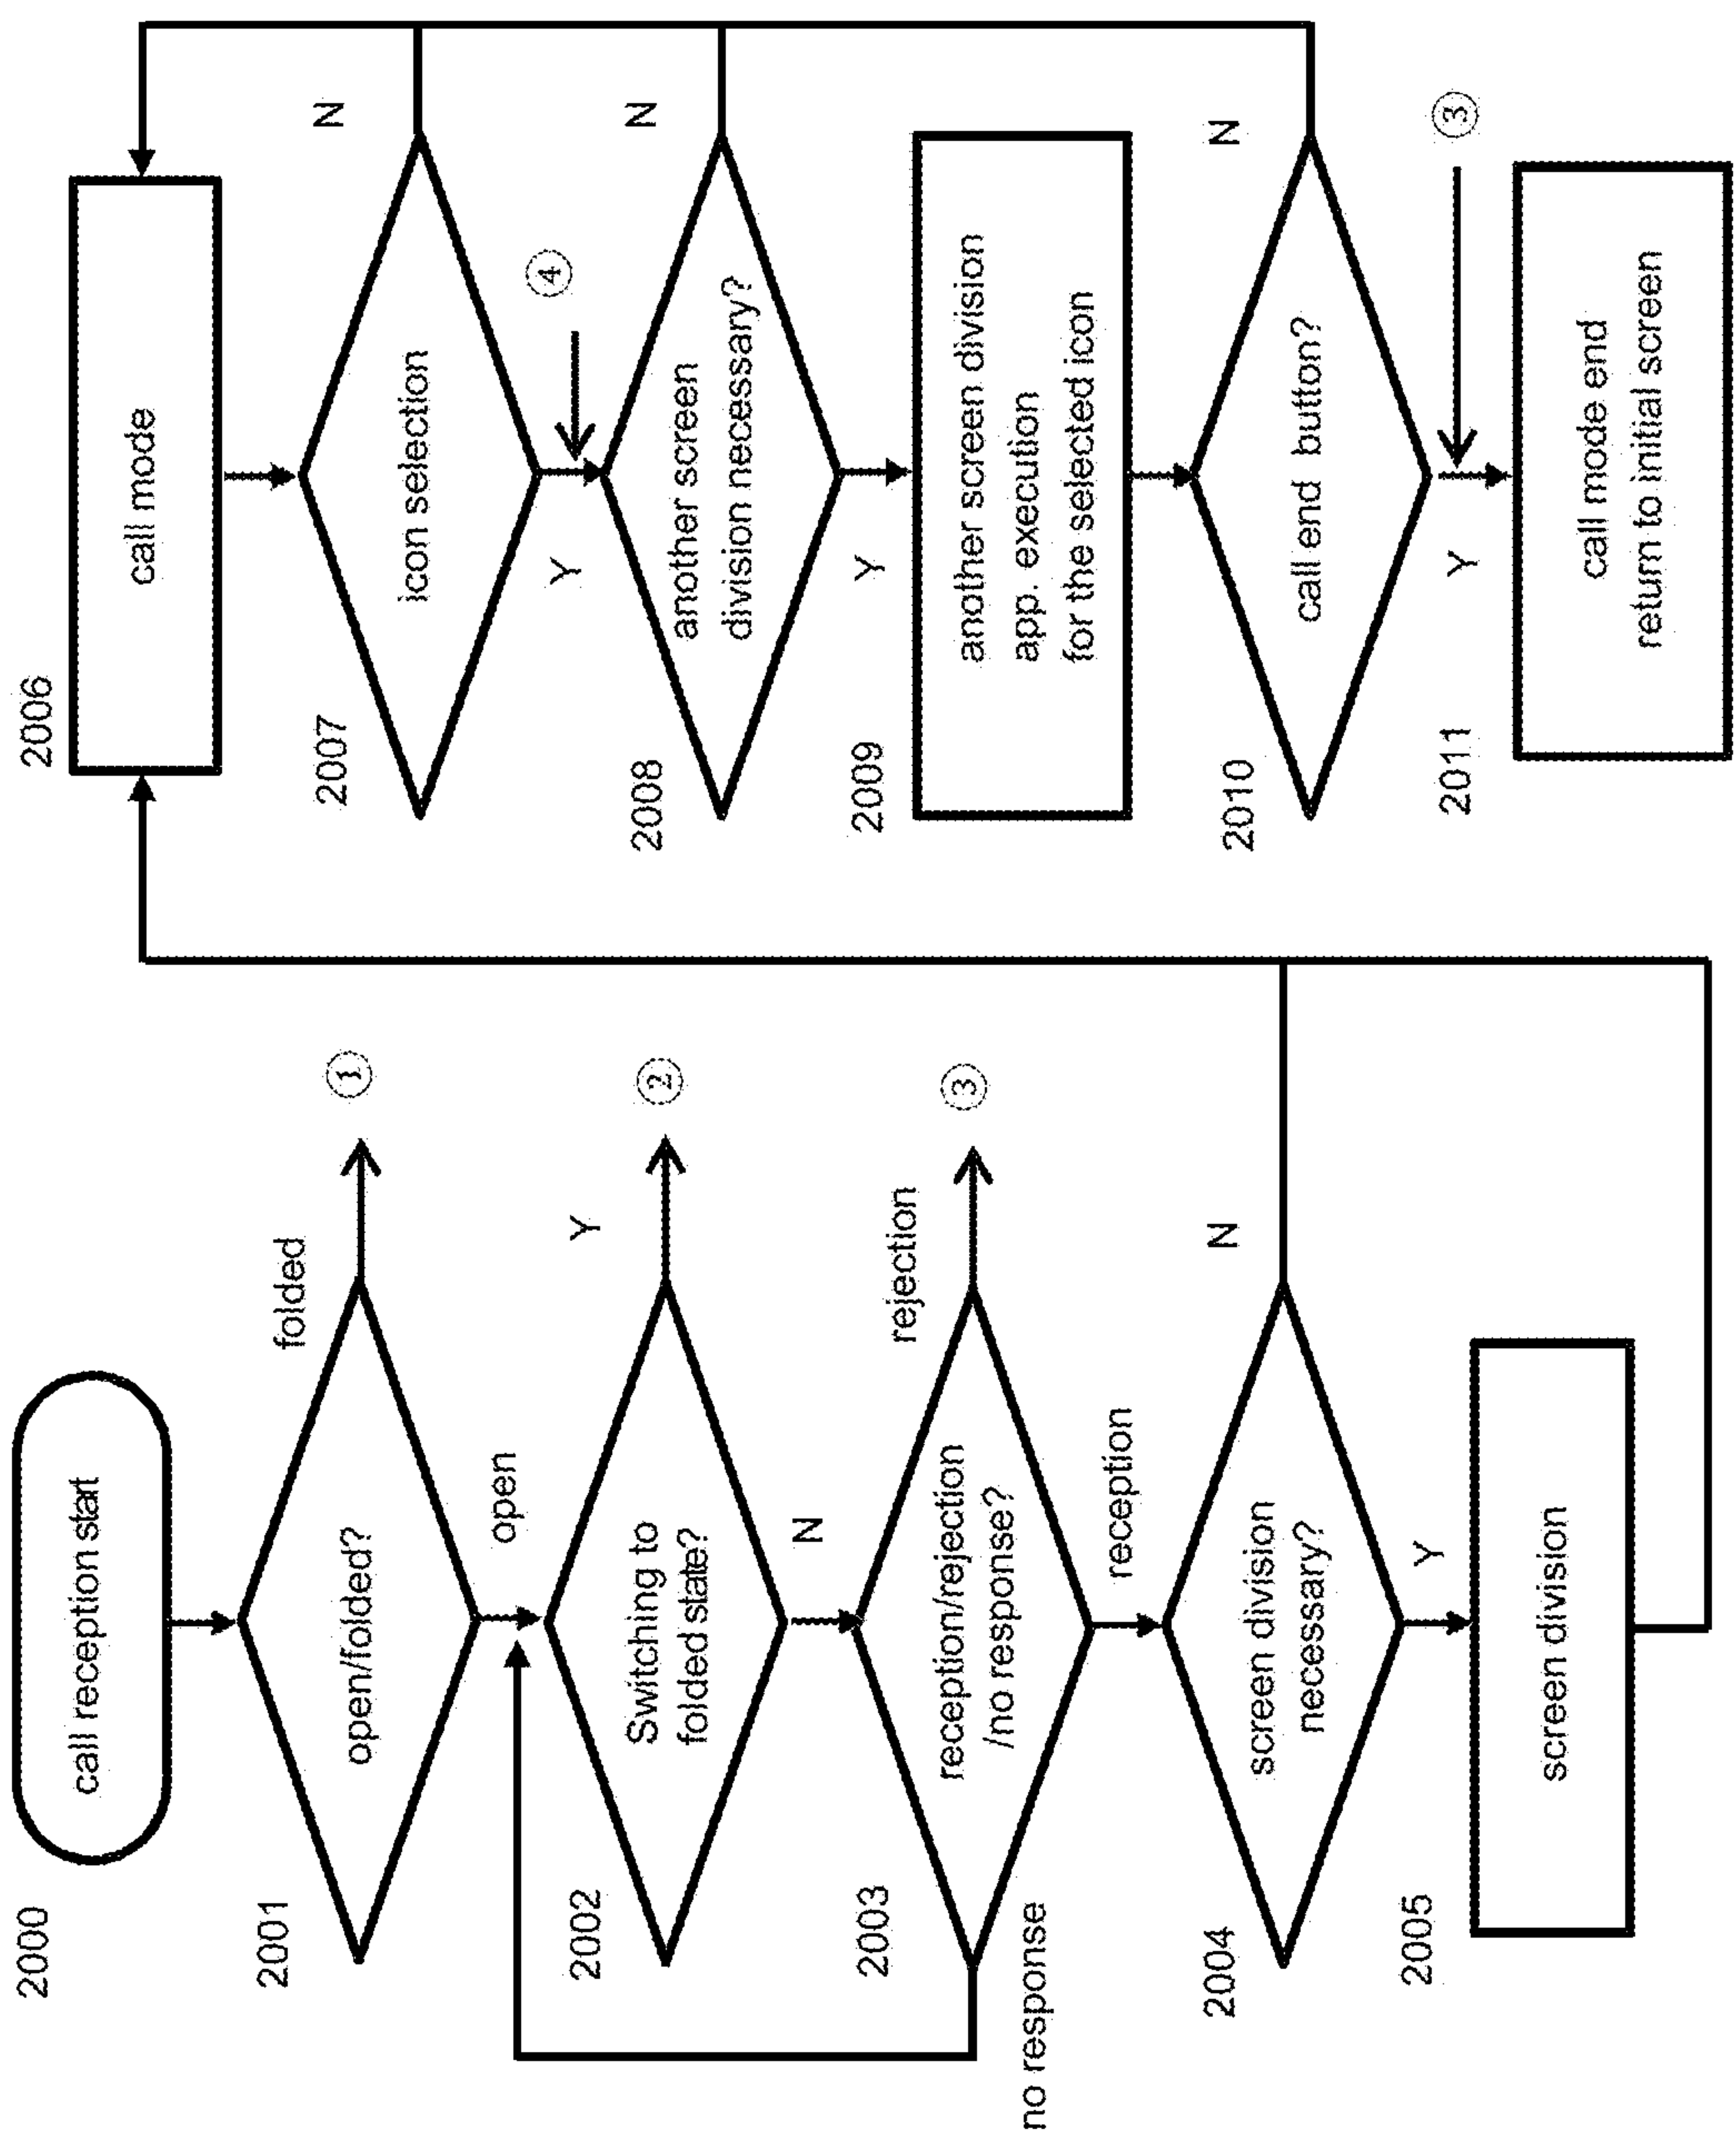 2000
call reception start
2001
open/folded?
folded
①
open
2002
Switching to
folded state?
Y
②
N
2003
reception/rejection
/no response?
rejection
③
no response
reception
2004
screen division
necessary?
N
Y
2005
screen division
2006
call mode
2007
icon selection
N
Y
④
2008
another screen
division necessary?
N
Y
2009
another screen division
app. execution
for the selected icon
2010
call end button?
N
Y
③
2011
call mode end
return to initial screen